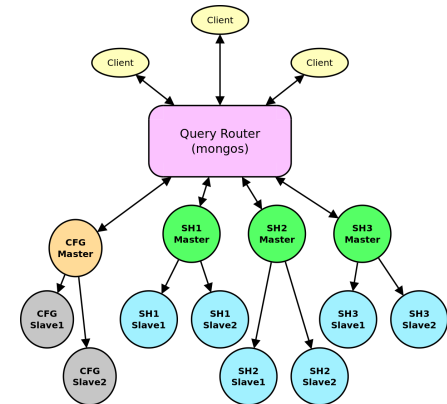 Client
Client
Client
Query Router
(mongos)
CFG
Master
SH1
Master
SH2
Master
SH3
Master
CFG
Slave1
SH1
Slave1
SH1
Slave2
SH3
Slave1
SH3
Slave2
CFG
Slave2
SH2
Slave1
SH2
Slave2